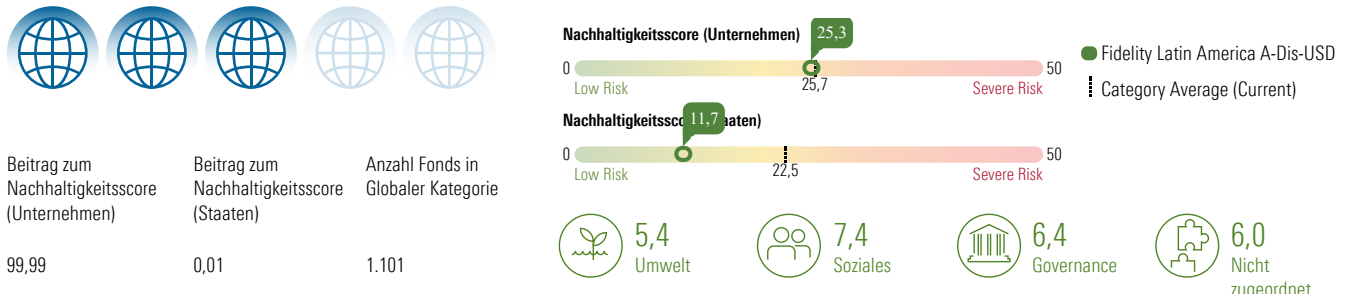 Beitrag zum
Nachhaltigkeitsscore
(Unternehmen)
99,99
Beitrag zum
Nachhaltigkeitsscore
(Staaten)
0,01
Anzahl Fonds in
Globaler Kategorie
1.101
Nachhaltigkeitsscore (Unternehmen)
25,3
0
50
Low Risk
25,7
Severe Risk
Nachhaltigkeitssc aaten)
11,7
0
50
Low Risk
22,5
Severe Risk
Fidelity Latin America A-Dis-USD
Category Average (Current)
5,4
Umwelt
7,4
Soziales
6,4
Governance
6,0
Nicht
zugeordnet